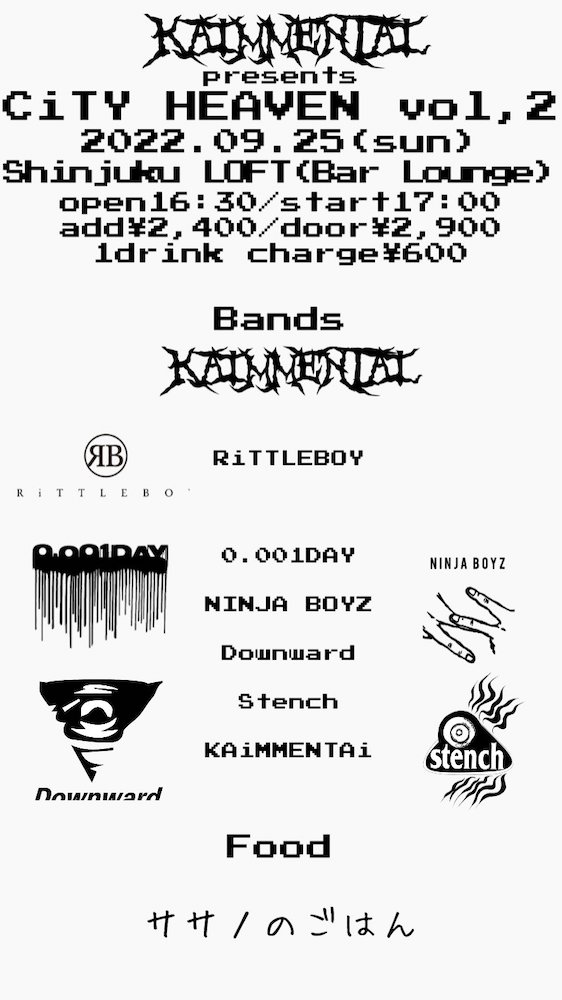 KAIMMENTAI
presents
CiTY HEAVEN vol,2
2022.09.25(sun)
Shinjuku LOFT(Bar Lounge)
open16:30/start17:00
add¥2,400/door¥2,900
1drink charge¥600
Bands
KAIMMENTAI
RB
RiTTLEBO
RiTTLEBOY
0.001DAY
0.001DAY
NINJA BOYZ
NINJA BOYZ
Downward
Downward
Stench
stench
KAiMMENTAi
Food
ササノのごはん